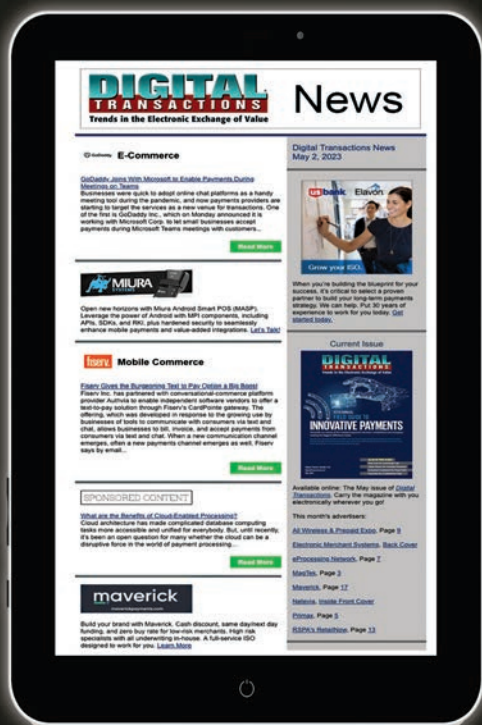 DIGITAL
TRANSACTIONS
Trends in the Electronic Exchange of Value
News
GoDaddy
E-Commerce
GoDaddy Joins With Microsoft to Enable Payments During
Meetings on Teams
Businesses were quick to adopt online chat platforms as a handy
meeting tool during the pandemic, and now payments providers are
starting to target the services as a new venue for transactions. One
of the first is GoDaddy Inc., which on Monday announced it is
working with Microsoft Corp. to let small businesses accept
payments during Microsoft Teams meetings with customers...
Read More
MIURA
SYSTEMS
Open new horizons with Miura Android Smart POS (MASP).
Leverage the power of Android with MPI components, including
APIs, SDKs, and RKI, plus hardened security to seamlessly
enhance mobile payments and value-added integrations. Let's Talk!
fiserv.
Mobile Commerce
Fiserv Gives the Burgeoning Text to Pay Option a Big Boost
Fiserv Inc. has partnered with conversational-commerce platform
provider Authvia to enable independent software vendors to offer a
text-to-pay solution through Fiserv's CardPointe gateway. The
offering, which was developed in response to the growing use by
businesses of tools to communicate with consumers via text and
chat, allows businesses to bill, invoice, and accept payments from
consumers via text and chat. When a new communication channel
emerges, often a new payments channel emerges as well, Fiserv
says by email...
Read More
SPONSORED CONTENT
What are the Benefits of Cloud-Enabled Processing?
Cloud architecture has made complicated database computing
tasks more accessible and unified for everybody. But, until recently,
it's been an open question for many whether the cloud can be a
disruptive force in the world of payment processing...
Read More
maverick
maverickpayments.com
Build your brand with Maverick. Cash discount, same day/next day
funding, and zero buy rate for low-risk merchants. High risk
specialists with all underwriting in-house. A full-service ISO
designed to work for you. Learn More
Digital Transactions News
May 2, 2023
usbank
Elavon
Grow your ISO.
When you're building the blueprint for your
success, it's critical to select a proven
partner to build your long-term payments
strategy. We can help. Put 30 years of
experience to work for you today. Get
started today.
Current Issue
DIGITAL
TRANSACTIONS
Trends in the Electronic Exchange of Value
FIELD GUIDE TO
INNOVATIVE PAYMENTS
Available online: The May issue of Digital
Transactions. Carry the magazine with you
electronically wherever you go!
This month's advertisers:
All Wireless & Prepaid Expo, Page 9
Electronic Merchant Systems, Back Cover
eProcessing Network, Page 7
MagTek, Page 3
Maverick, Page 17
Netevia, Inside Front Cover
Primax, Page 5
RSPA's RetailNow, Page 13